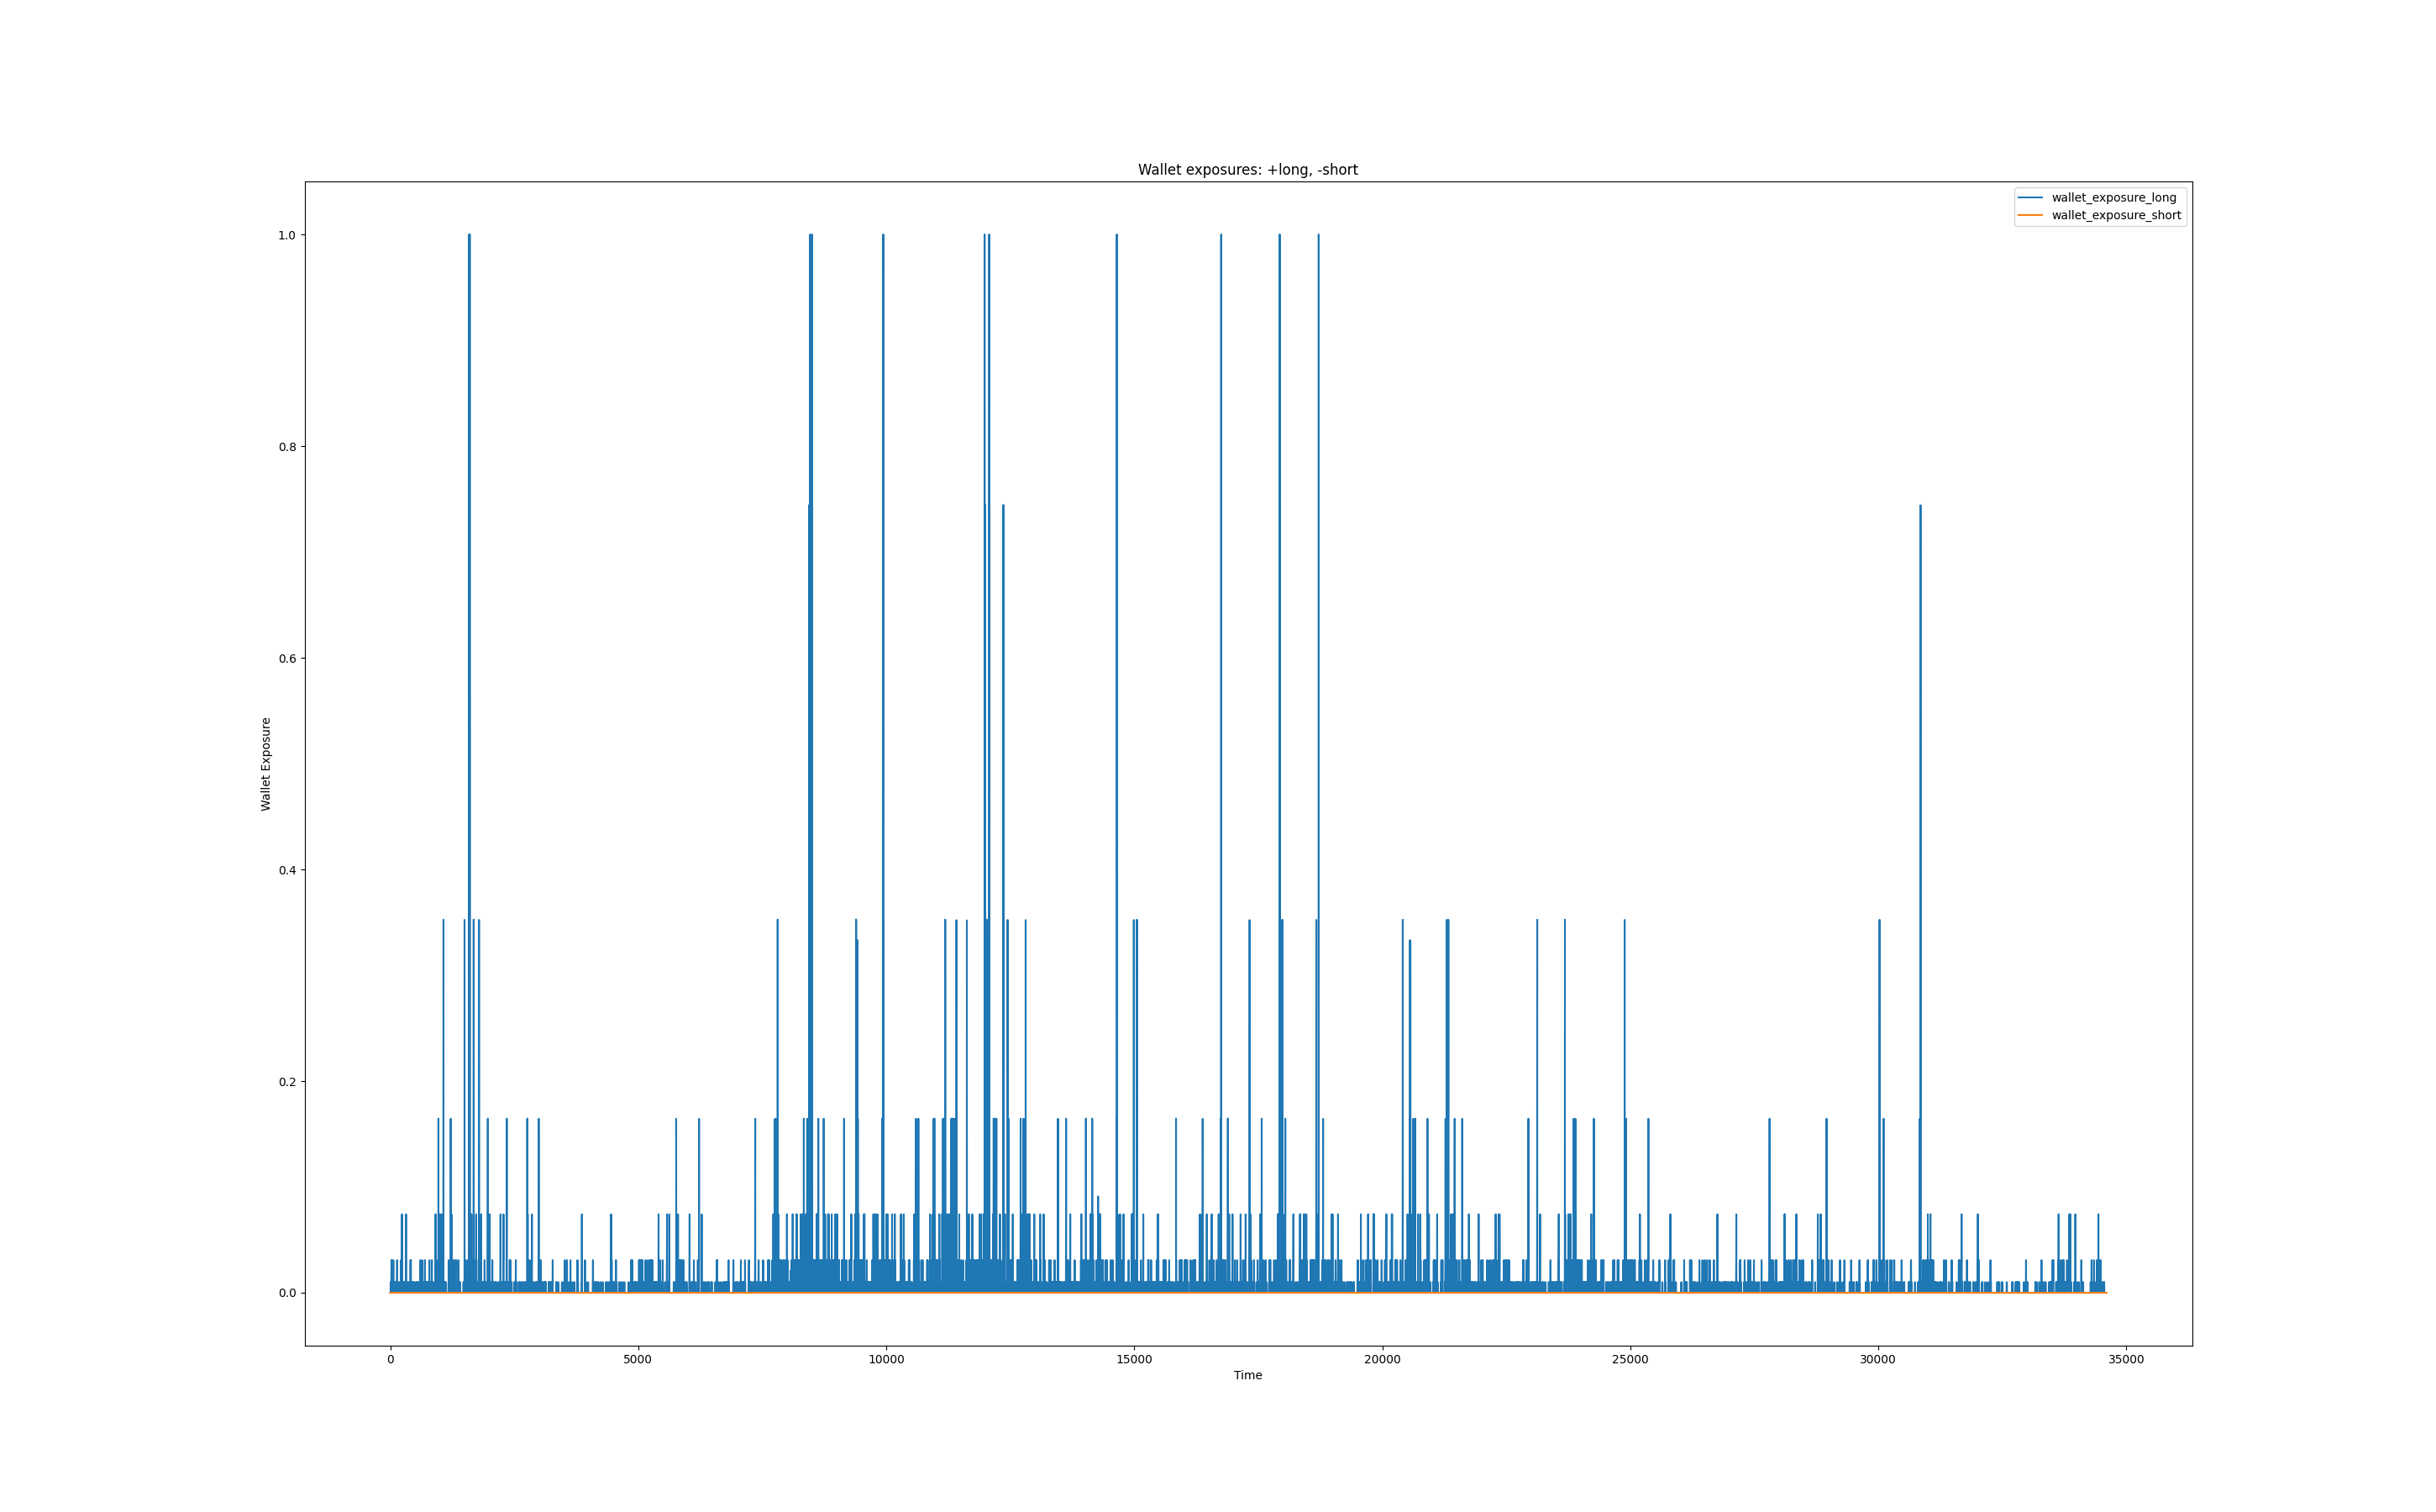 Wallet exposures: +long, -short
wallet_exposure_long
wallet_exposure_short
1.0
0.8
0.6
0.4
0.2
0.0
Wallet Exposure
0 5000 10000 15000 20000 25000 30000 35000
Time